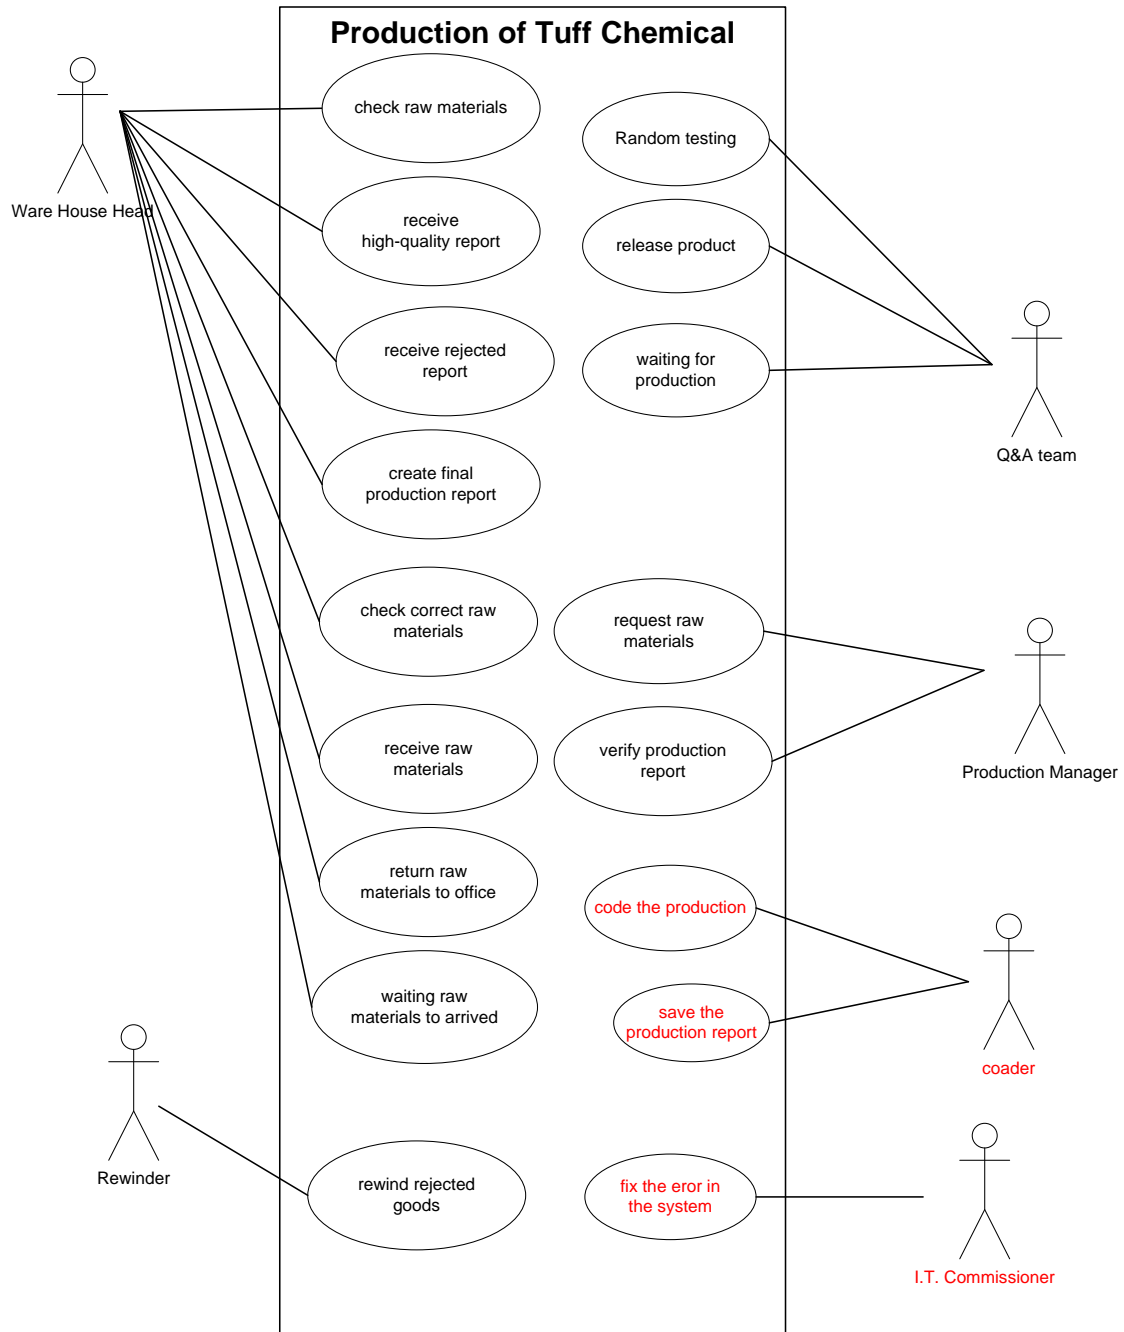 Production of Tuff Chemical
check raw materials
Random testing
Ware House Head
receive
high-quality report
release product
receive rejected
report
waiting for
production
Q&A team
create final
production report
check correct raw
materials
request raw
materials
receive raw
materials
verify production
report
Production Manager
return raw
materials to office
code the production
waiting raw
materials to arrived
save the
production report
coader
Rewinder
rewind rejected
goods
fix the eror in
the system
I.T. Commissioner